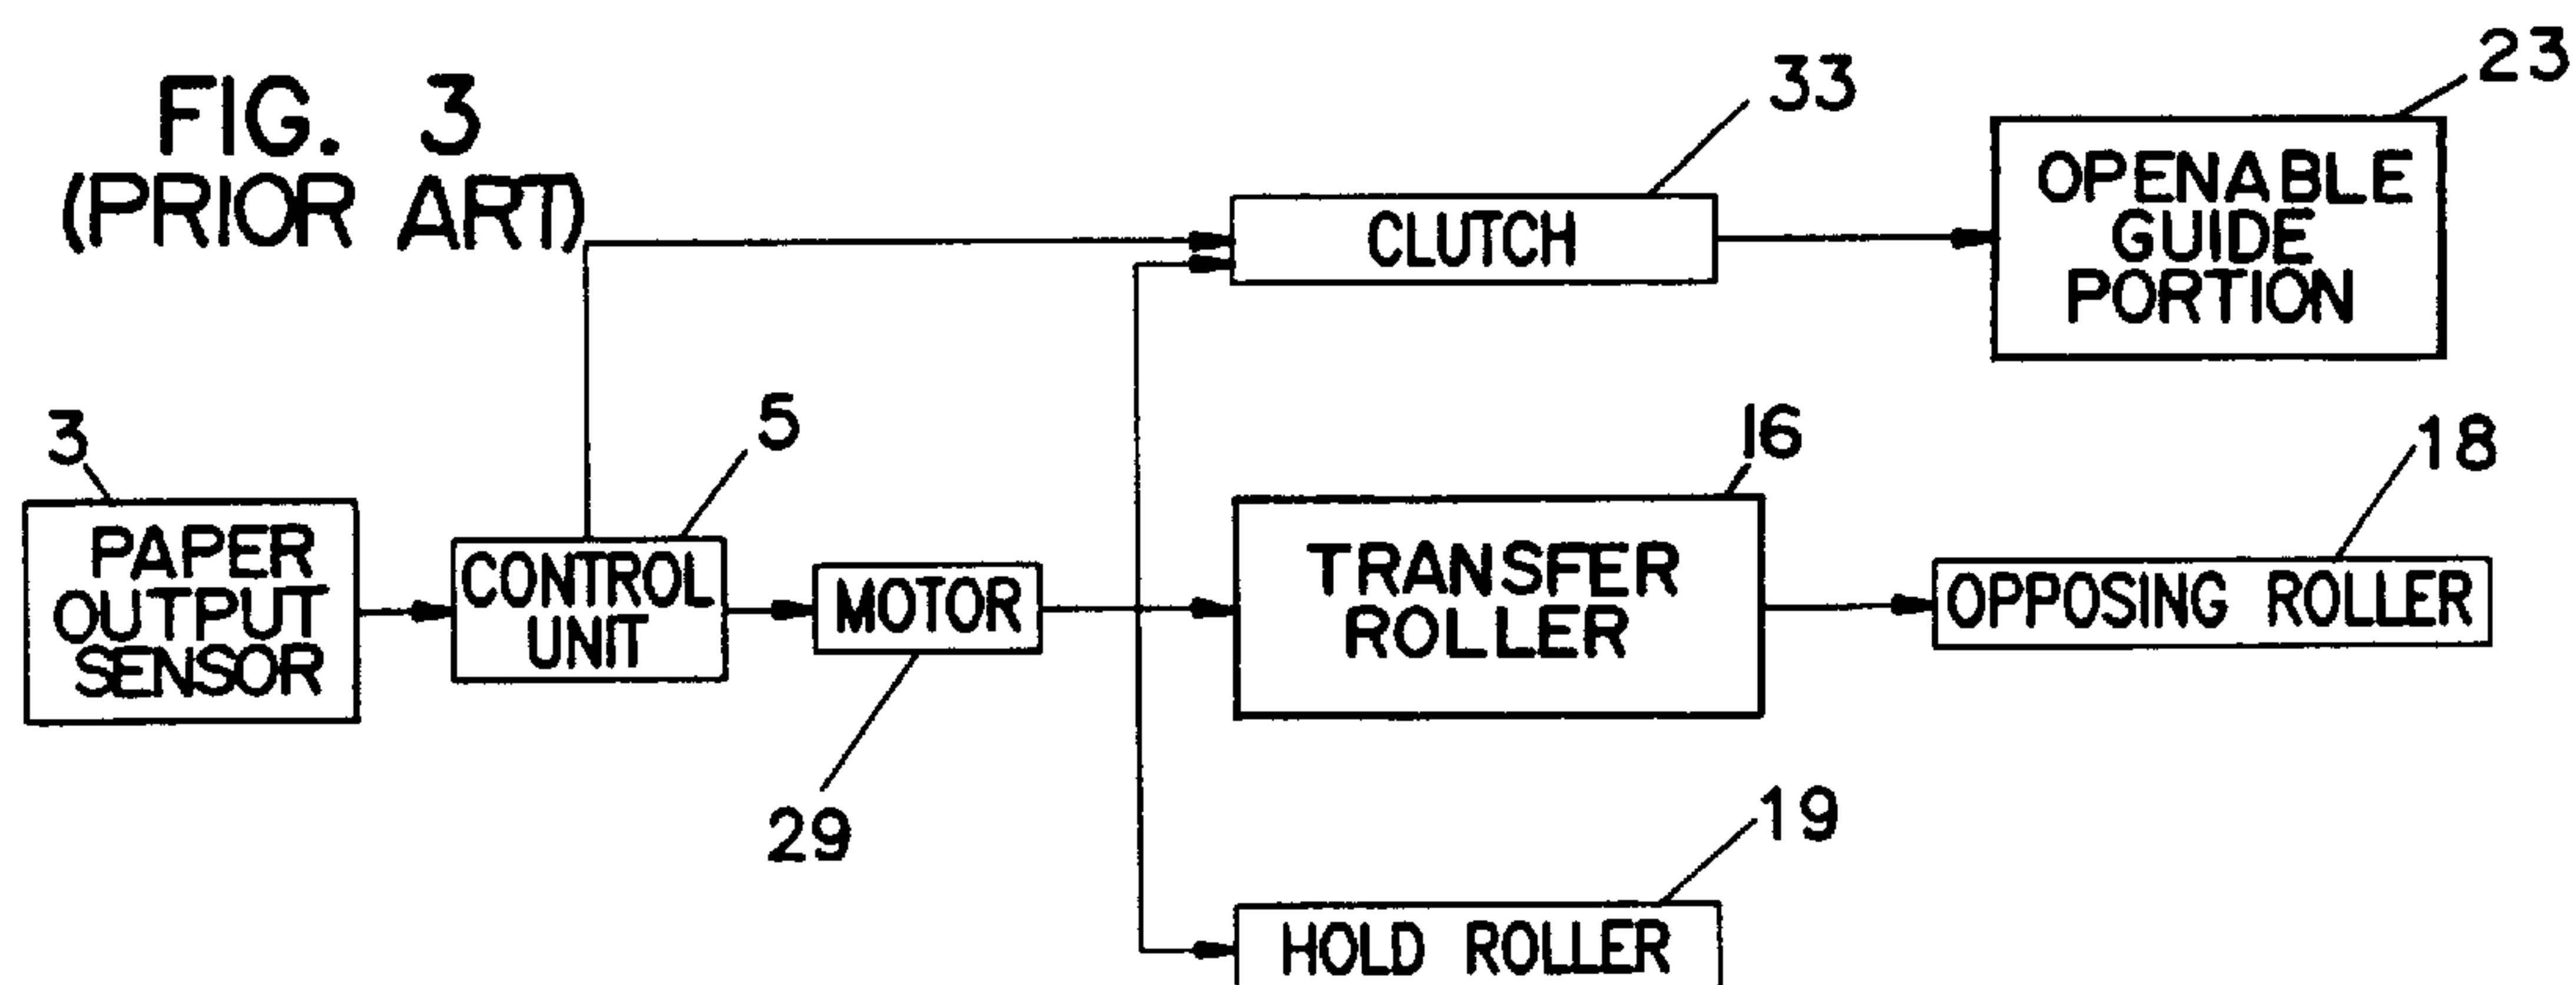 FIG. 3
(PRIOR ART)
33
CLUTCH
23
OPENABLE
GUIDE
PORTION
3
PAPER
OUTPUT
SENSOR
5
CONTROL
UNIT
MOTOR
29
16
TRANSFER
ROLLER
18
OPPOSING ROLLER
19
HOLD ROLLER